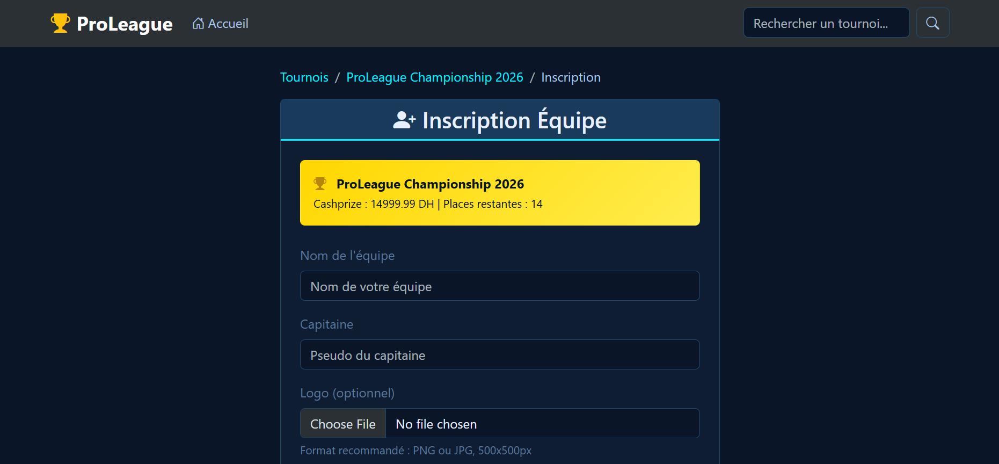 ProLeague Accueil Rechercher un tournoi...
Tournois / ProLeague Championship 2026 / Inscription
Inscription Équipe
ProLeague Championship 2026
Cashprize : 14999.99 DH | Places restantes : 14
Nom de l'équipe
Nom de votre équipe
Capitaine
Pseudo du capitaine
Logo (optionnel)
Choose File No file chosen
Format recommandé : PNG ou JPG, 500x500px